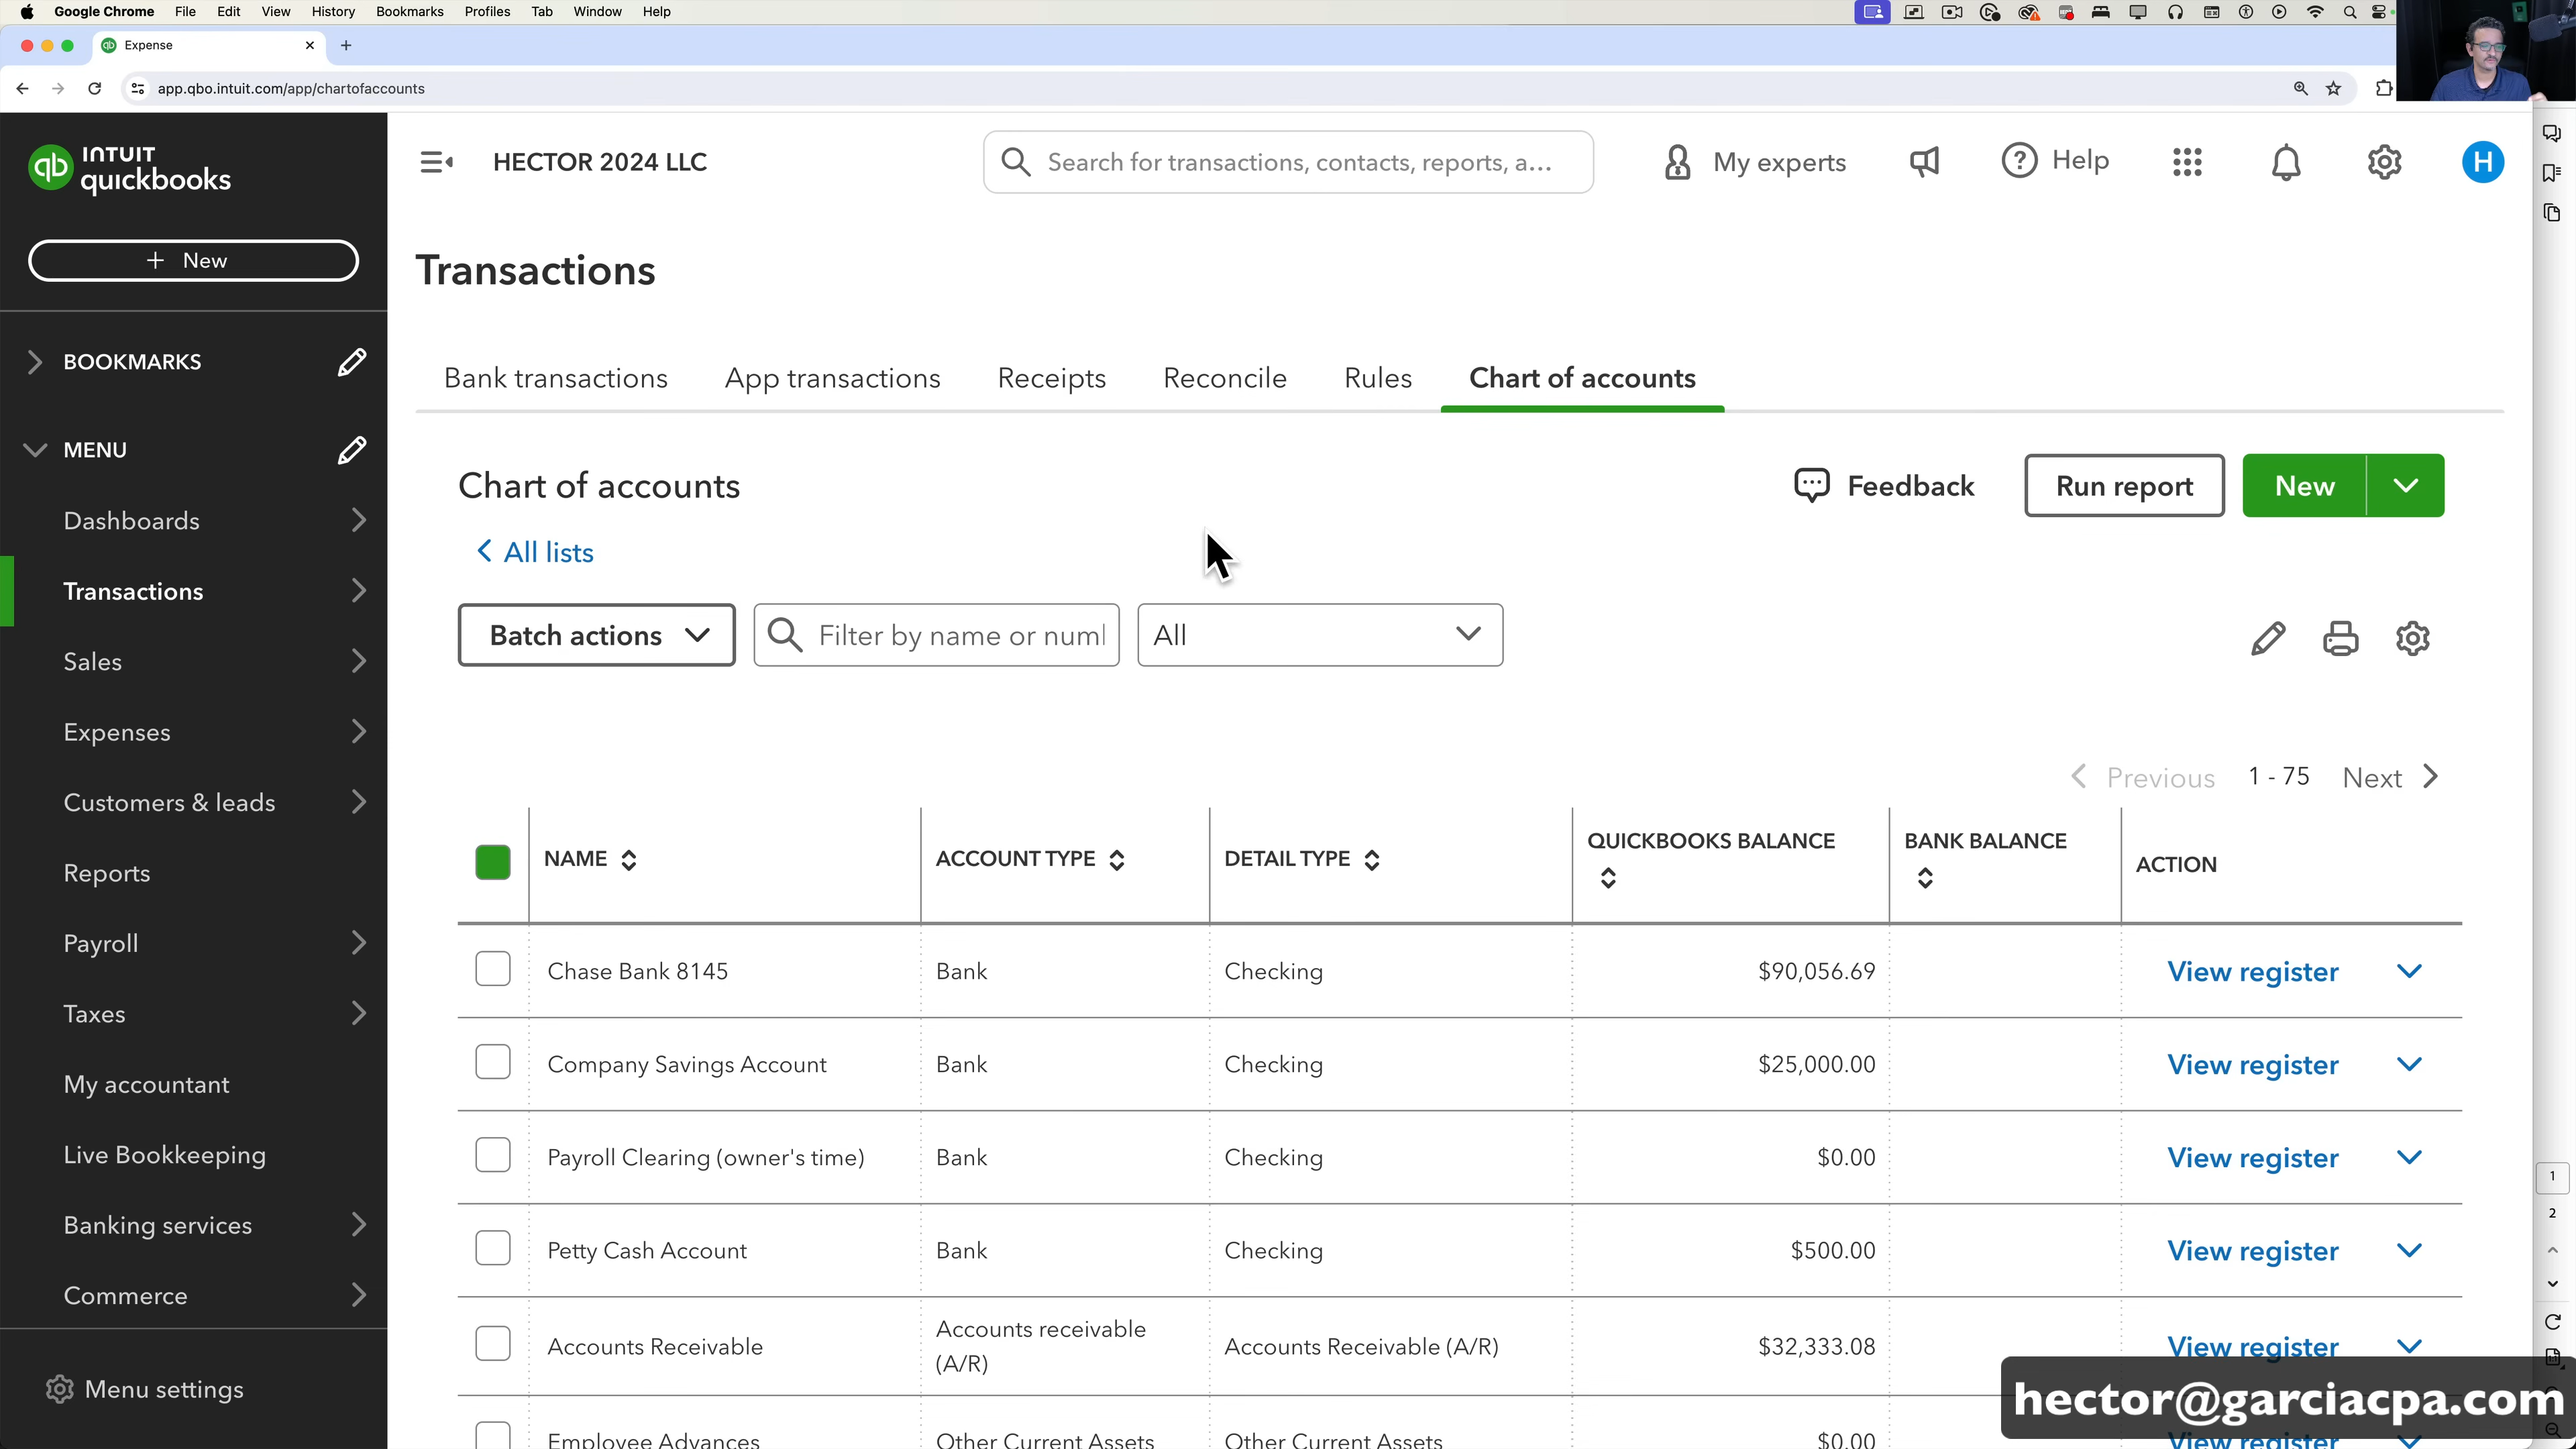 Google Chrome File Edit View History Bookmarks Profiles Tab Window Help
Expense
app.qbo.intuit.com/app/chartofaccounts
qb INTUIT quickbooks
HECTOR 2024 LLC
Search for transactions, contacts, reports, a...
My experts
Help
H
+ New
BOOKMARKS
MENU
Dashboards
Transactions
Sales
Expenses
Customers & leads
Reports
Payroll
Taxes
My accountant
Live Bookkeeping
Banking services
Commerce
Menu settings
Transactions
Bank transactions App transactions Receipts Reconcile Rules Chart of accounts
Chart of accounts
Feedback Run report New
All lists
Batch actions
Filter by name or num
All
Previous 1 - 75 Next
NAME ACCOUNT TYPE DETAIL TYPE QUICKBOOKS BALANCE BANK BALANCE ACTION
Chase Bank 8145 Bank Checking $90,056.69 View register
Company Savings Account Bank Checking $25,000.00 View register
Payroll Clearing (owner's time) Bank Checking $0.00 View register
Petty Cash Account Bank Checking $500.00 View register
Accounts Receivable Accounts receivable (A/R) Accounts Receivable (A/R) $32,333.08 View register
Employee Advances Other Current Assets Other Current Assets $0.00 View register
hector@garciacpa.com
1
2